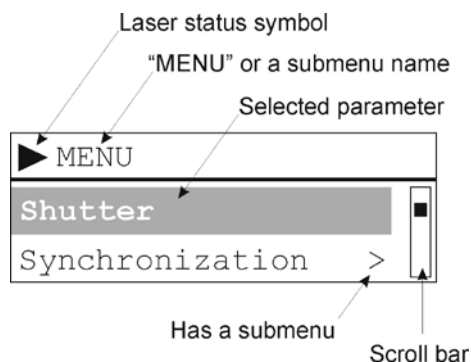 Laser status symbol
“MENU” or a submenu name
Selected parameter
▶ MENU
Shutter
Synchronization >
Has a submenu
Scroll bar